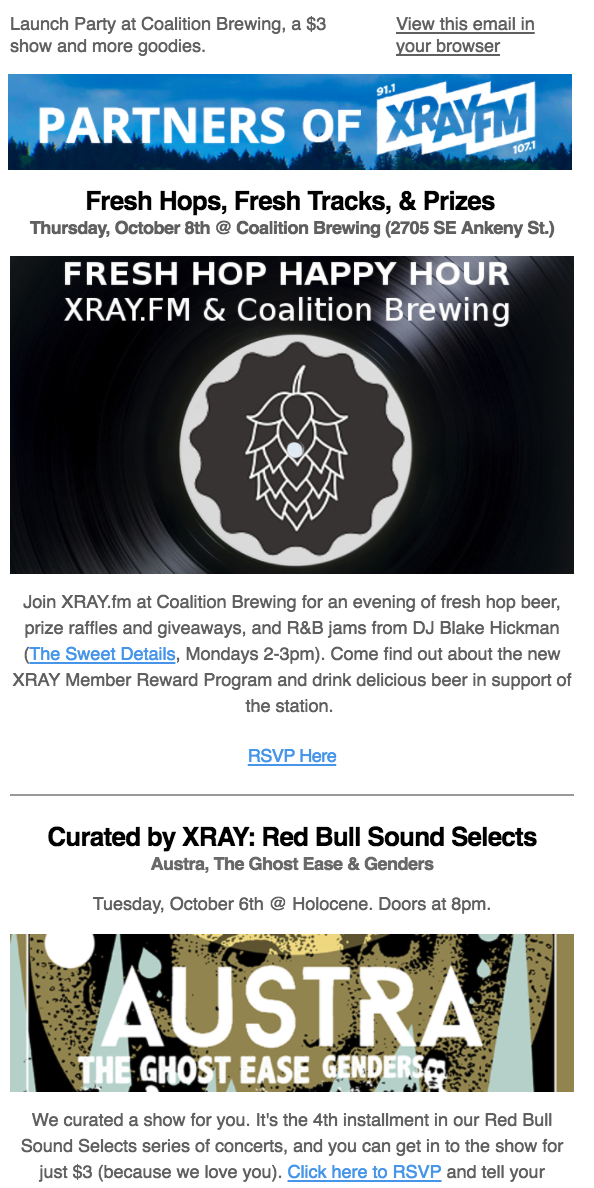 Launch Party at Coalition Brewing, a $3
show and more goodies.
View this email in
your browser
PARTNERS OF
91.1
XRAYFM
107.1
Fresh Hops, Fresh Tracks, & Prizes
Thursday, October 8th @ Coalition Brewing (2705 SE Ankeny St.)
FRESH HOP HAPPY HOUR
XRAY.FM & Coalition Brewing
Join XRAY.fm at Coalition Brewing for an evening of fresh hop beer,
prize raffles and giveaways, and R&B jams from DJ Blake Hickman
(The Sweet Details, Mondays 2-3pm). Come find out about the new
XRAY Member Reward Program and drink delicious beer in support of
the station.
RSVP Here
Curated by XRAY: Red Bull Sound Selects
Austra, The Ghost Ease & Genders
Tuesday, October 6th @ Holocene. Doors at 8pm.
AUSTRA
THE GHOST EASE GENDERS
We curated a show for you. It's the 4th installment in our Red Bull
Sound Selects series of concerts, and you can get in to the show for
just $3 (because we love you). Click here to RSVP and tell your